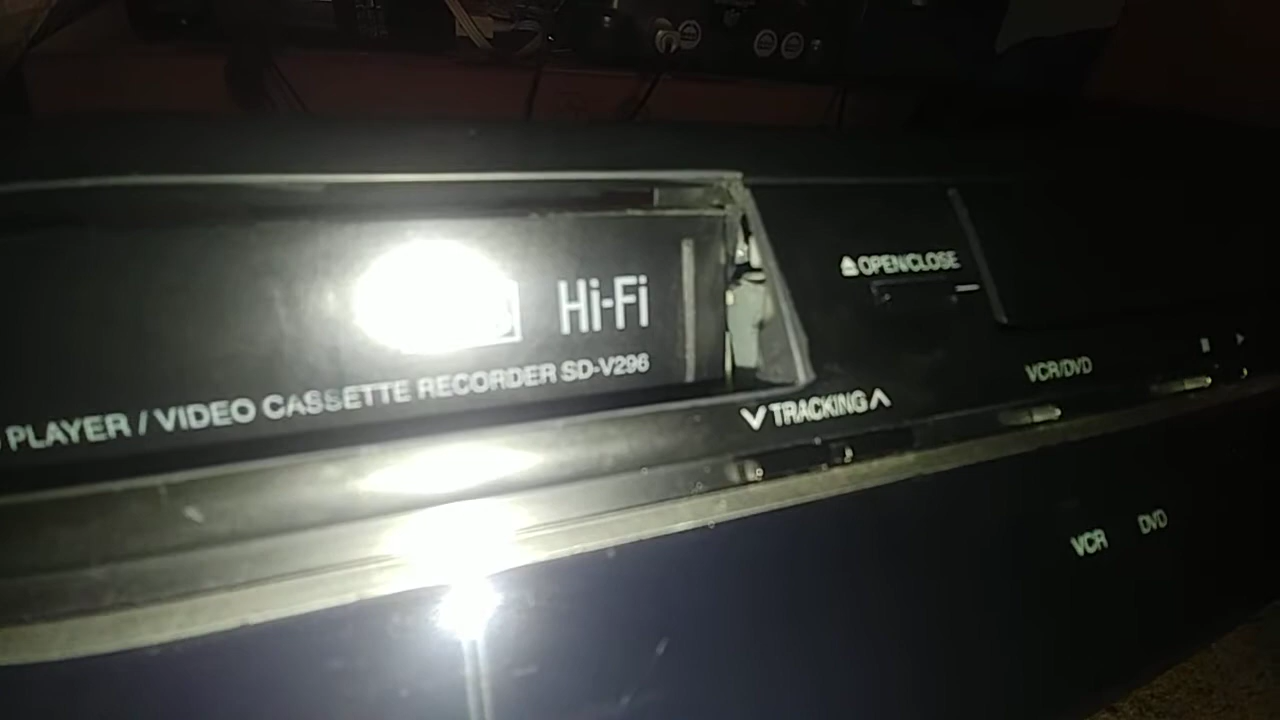 Hi-Fi
PLAYER / VIDEO CASSETTE RECORDER SD-V296
OPEN/CLOSE
TRACKING
VCR/DVD
VCR DVD